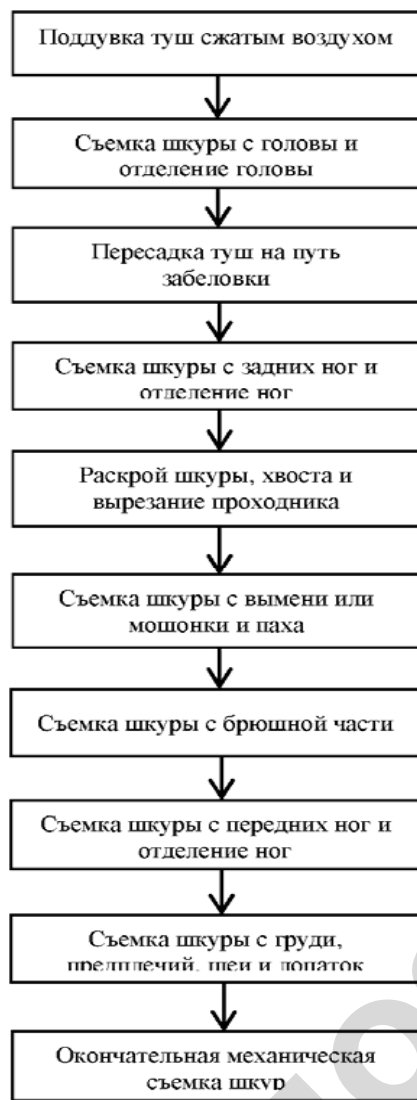 Поддувка туш сжатым воздухом
Съемка шкуры с головы и
отделение головы
Пересадка туш на путь
забеловки
Съемка шкуры с задних ног и
отделение ног
Раскрой шкуры, хвоста и
вырезание проходника
Съемка шкуры с вымени или
мошонки и паха
Съемка шкуры с брюшной части
Съемка шкуры с передних ног и
отделение ног
Съемка шкуры с груди,
предплечий, шеи и лопаток
Окончательная механическая
съемка шкур